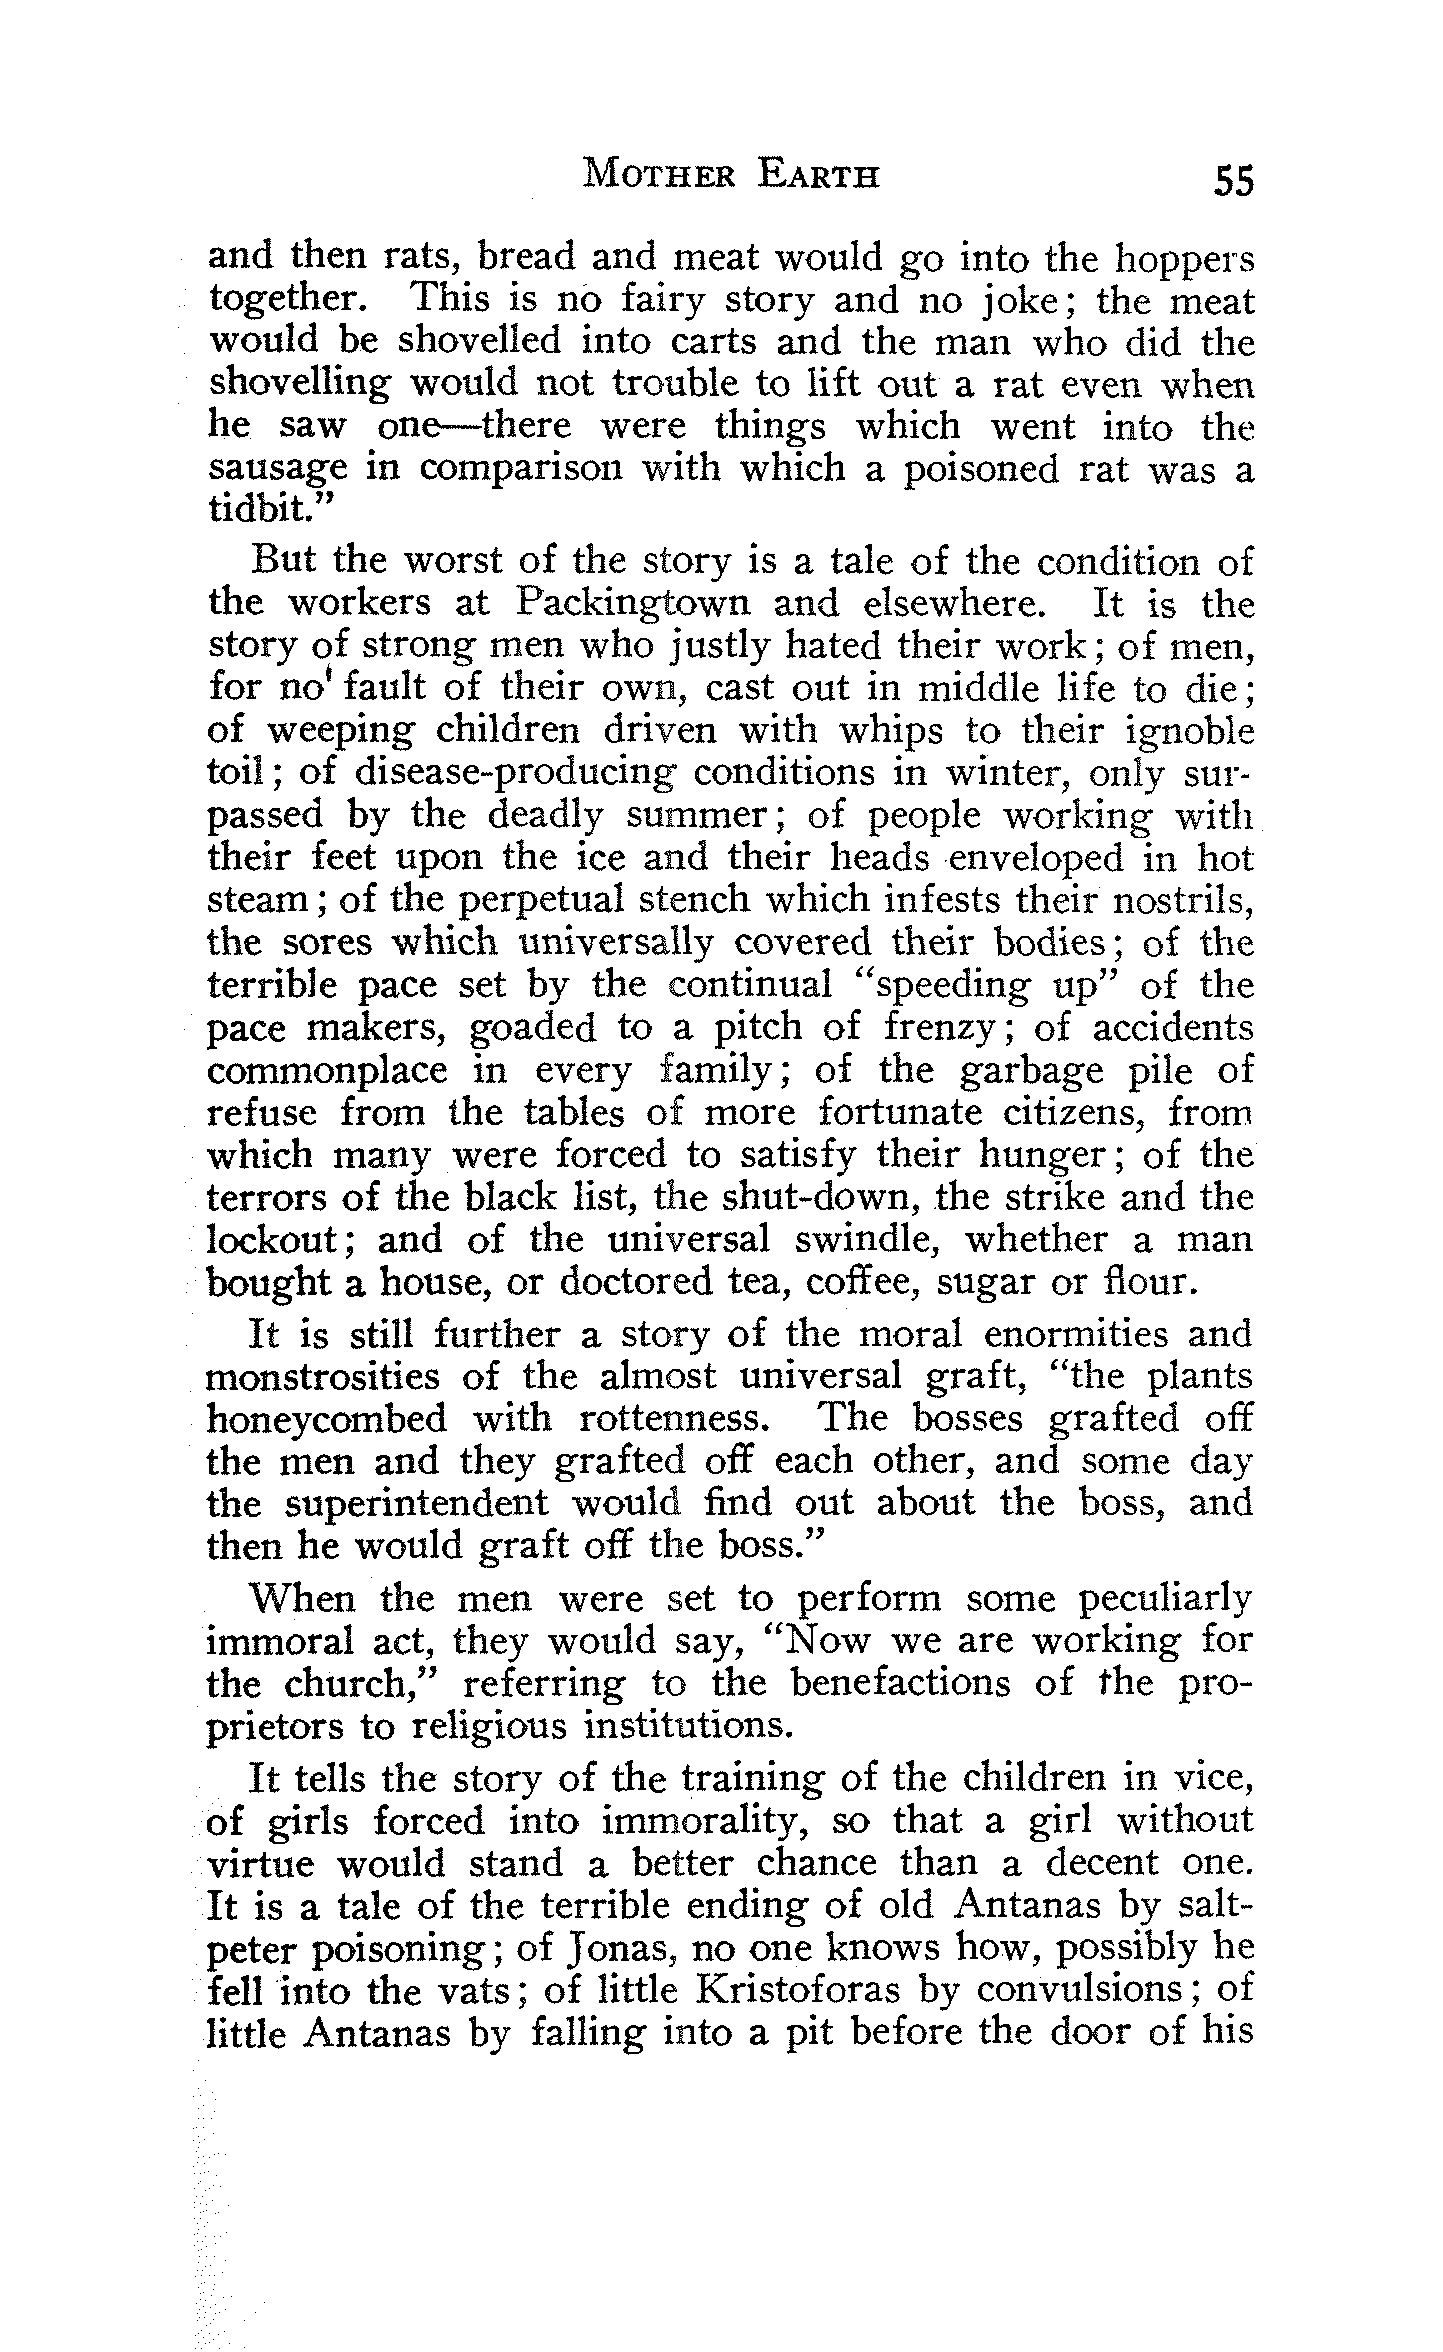 MOTHER EARTH 55
and then rats, bread and meat would go into the hoppers
together. This is no fairy story and no joke; the meat
would be shovelled into carts and the man who did the
shovelling would not trouble to lift out a rat even when
he saw one—there were things which went into the
sausage in comparison with which a poisoned rat was a
tidbit.”
But the worst of the story is a tale of the condition of
the workers at Packingtown and elsewhere. It is the
story of strong men who justly hated their work; of men,
for no' fault of their own, cast out in middle life to die;
of weeping children driven with whips to their ignoble
toil; of disease-producing conditions in winter, only sur-
passed by the deadly summer; of people working with
their feet upon the ice and their heads enveloped in hot
steam; of the perpetual stench which infests their nostrils,
the sores which universally covered their bodies; of the
terrible pace set by the continual “speeding up” of the
pace makers, goaded to a pitch of frenzy; of accidents
commonplace in every family; of the garbage pile of
refuse from the tables of more fortunate citizens, from
which many were forced to satisfy their hunger; of the
terrors of the black list, the shut-down, the strike and the
lockout; and of the universal swindle, whether a man
bought a house, or doctored tea, coffee, sugar or flour.
It is still further a story of the moral enormities and
monstrosities of the almost universal graft, “the plants
honeycombed with rottenness. The bosses grafted off
the men and they grafted off each other, and some day
the superintendent would find out about the boss, and
then he would graft off the boss.”
When the men were set to perform some peculiarly
immoral act, they would say, “Now we are working for
the church,” referring to the benefactions of the pro-
prietors to religious institutions.
It tells the story of the training of the children in vice,
of girls forced into immorality, so that a girl without
virtue would stand a better chance than a decent one.
It is a tale of the terrible ending of old Antanas by salt-
peter poisoning; of Jonas, no one knows how, possibly he
fell into the vats; of little Kristoforas by convulsions; of
little Antanas by falling into a pit before the door of his